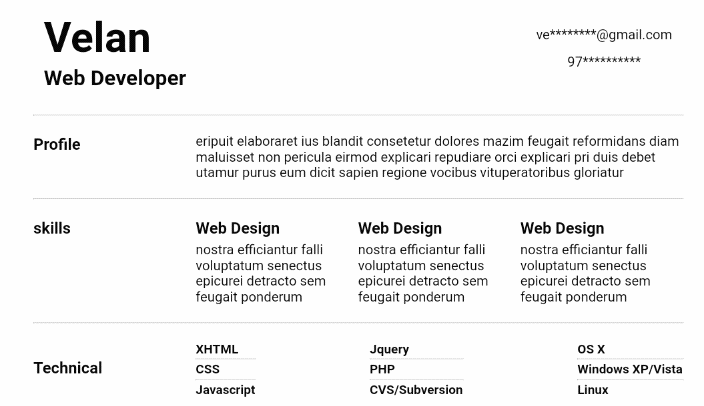 Velan
ve********@gmail.com
Web Developer
97**********
Profile
eripuit elaboraret ius blandit consetetur dolores mazim feugait reformidans diam
maluisset non pericula eirmod explicari repudiare orci explicari pri duis debet
utamur purus eum dicit sapien regione vocibus vituperatoribus gloriatur
skills
Web Design
nostra efficiantur falli
voluptatum senectus
epicurei detracto sem
feugait ponderum
Web Design
nostra efficiantur falli
voluptatum senectus
epicurei detracto sem
feugait ponderum
Web Design
nostra efficiantur falli
voluptatum senectus
epicurei detracto sem
feugait ponderum
Technical
XHTML
CSS
Javascript
Jquery
PHP
CVS/Subversion
OS X
Windows XP/Vista
Linux